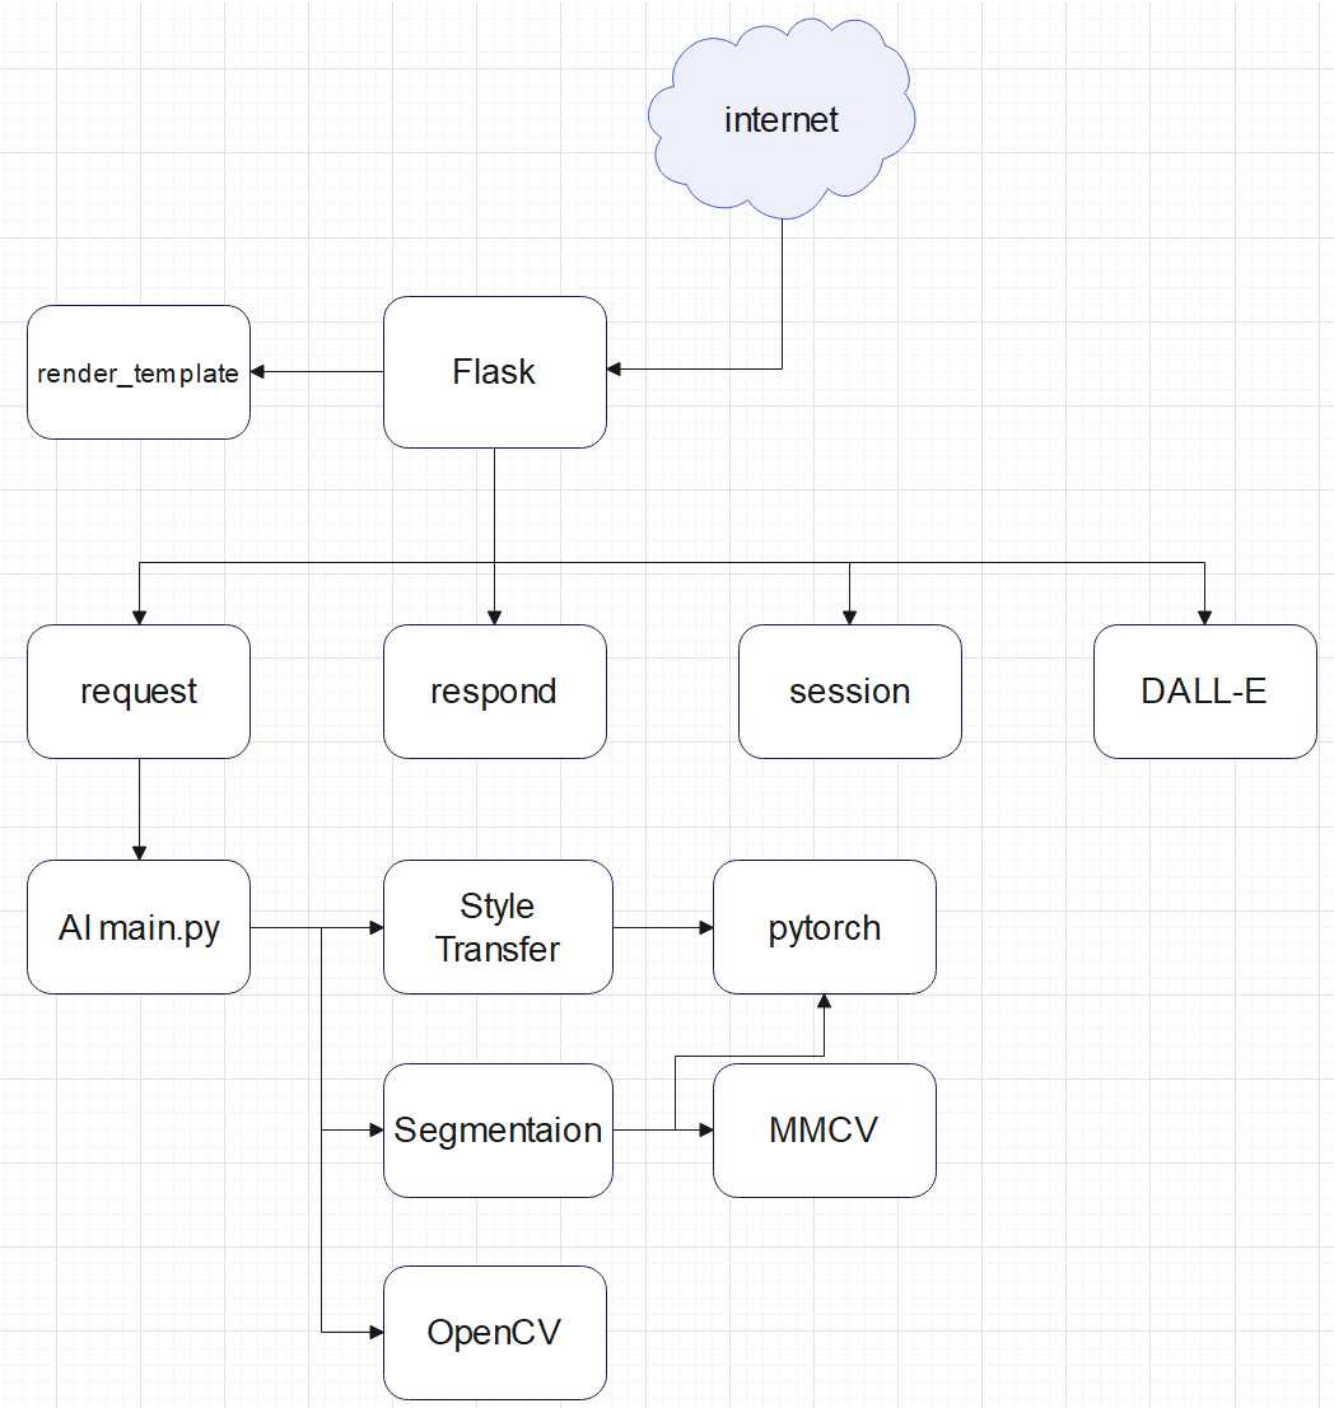 internet
render_template
Flask
request
respond
session
DALL-E
AI main.py
Style
Transfer
pytorch
Segmentaion
MMCV
OpenCV